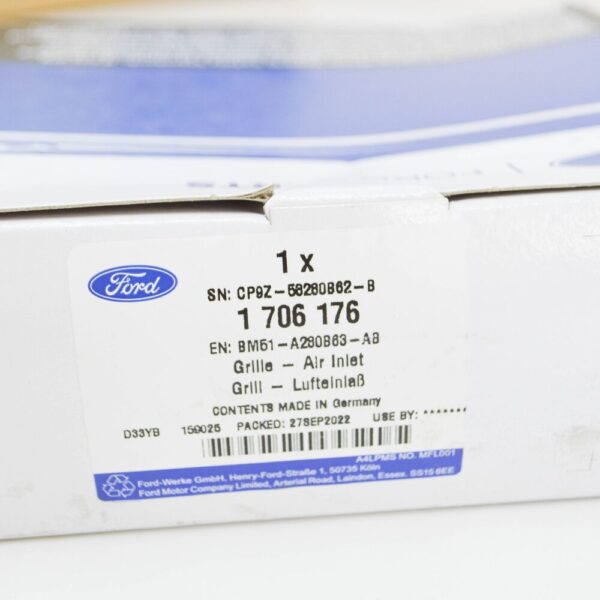 Ford
1 x
SN: CP9Z-58280B62-B
1 706 176
EN: BM51-A280B63-AB
Grille - Air Inlet
Grill - Lufteinlaß
CONTENTS MADE IN Germany
D33YB 159025 PACKED: 27SEP2022 USE BY: *******
A4LPMS NO. MFL001
Ford-Werke GmbH, Henry-Ford-Straße 1, 50735 Köln
Ford Motor Company Limited, Arterial Road, Laindon, Essex. SS15 6EE